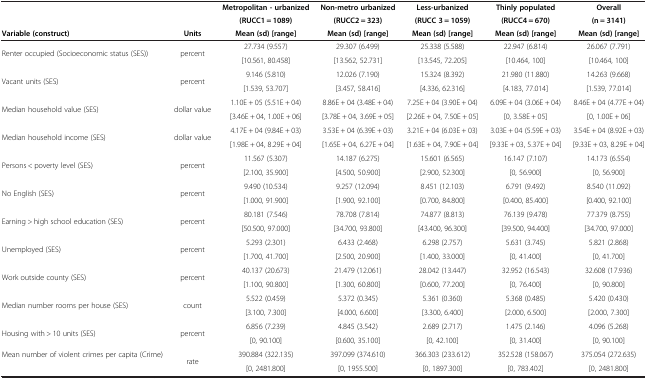 Metropolitan - urbanized Non-metro urbanized Less-urbanized Thinly populated Overall
(RUCC1 = 1089) (RUCC2 = 323) (RUCC 3 = 1059) (RUCC4 = 670) (n = 3141)
Variable (construct) Units Mean (sd) [range] Mean (sd) [range] Mean (sd) [range] Mean (sd) [range] Mean (sd) [range]
Renter occupied (Socioeconomic status (SES)) percent 27.734 (9.557) 29.307 (6.499) 25.338 (5.588) 22.947 (6.814) 26.067 (7.791)
[10.561, 80.458] [13.562, 52.731] [13.545, 72.205] [10.464, 100] [10.464, 100]
Vacant units (SES) percent 9.146 (5.810) 12.026 (7.190) 15.324 (8.392) 21.980 (11.880) 14.263 (9.668)
[1.539, 53.707] [3.457, 58.416] [4.336, 62.316] [4.183, 77.014] [1.539, 77.014]
Median household value (SES) dollar value 1.10E + 05 (5.51E + 04) 8.86E + 04 (3.48E + 04) 7.25E + 04 (3.90E + 04) 6.09E + 04 (3.06E + 04) 8.46E + 04 (4.77E + 04)
[3.46E + 04, 1.00E + 06] [3.78E + 04, 3.69E + 05] [2.26E + 04, 7.50E + 05] [0, 3.58E + 05] [0, 1.00E + 06]
Median household income (SES) dollar value 4.17E + 04 (9.84E + 03) 3.53E + 04 (6.39E + 03) 3.21E + 04 (6.03E + 03) 3.03E + 04 (5.59E + 03) 3.54E + 04 (8.92E + 03)
[1.98E + 04, 8.29E + 04] [1.65E + 04, 6.27E + 04] [1.63E + 04, 7.90E + 04] [9.33E + 03, 5.37E + 04] [9.33E + 03, 8.29E + 04]
Persons < poverty level (SES) percent 11.567 (5.307) 14.187 (6.275) 15.601 (6.565) 16.147 (7.107) 14.173 (6.554)
[2.100, 35.900] [4.500, 50.900] [2.900, 52.300] [0, 56.900] [0, 56.900]
No English (SES) percent 9.490 (10.534) 9.257 (12.094) 8.451 (12.103) 6.791 (9.492) 8.540 (11.092)
[1.000, 91.900] [1.900, 92.100] [0.700, 84.800] [0.400, 85.400] [0.400, 92.100]
Earning > high school education (SES) percent 80.181 (7.546) 78.708 (7.814) 74.877 (8.813) 76.139 (9.478) 77.379 (8.755)
[50.500, 97.000] [34.700, 93.800] [43.400, 96.300] [39.500, 94.400] [34.700, 97.000]
Unemployed (SES) percent 5.293 (2.301) 6.433 (2.468) 6.298 (2.757) 5.631 (3.745) 5.821 (2.868)
[1.700, 41.700] [2.500, 20.900] [1.400, 33.000] [0, 41.400] [0, 41.700]
Work outside county (SES) percent 40.137 (20.673) 21.479 (12.061) 28.042 (13.447) 32.952 (16.543) 32.608 (17.936)
[1.100, 90.800] [1.300, 60.800] [0.600, 77.200] [0, 76.400] [0, 90.800]
Median number rooms per house (SES) count 5.522 (0.459) 5.372 (0.345) 5.361 (0.360) 5.368 (0.485) 5.420 (0.430)
[3.100, 7.300] [4.000, 6.600] [3.300, 6.400] [2.000, 6.500] [2.000, 7.300]
Housing with > 10 units (SES) percent 6.856 (7.239) 4.845 (3.542) 2.689 (2.717) 1.475 (2.146) 4.096 (5.268)
[0, 90.100] [0.600, 35.100] [0, 42.100] [0, 31.400] [0, 90.100]
Mean number of violent crimes per capita (Crime) rate 390.884 (322.135) 397.099 (374.610) 366.303 (233.612) 352.528 (158.067) 375.054 (272.635)
[0, 2481.800] [0, 1955.500] [0, 1897.300] [0, 783.402] [0, 2481.800]